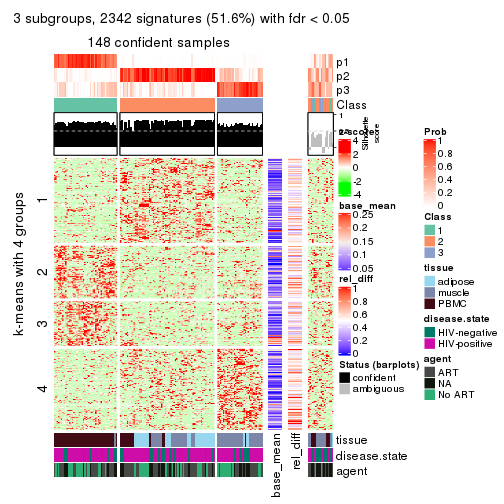 3 subgroups, 2342 signatures (51.6%) with fdr < 0.05
148 confident samples
p1
p2
p3
Class
1
Silhouette
score
k-means with 4 groups
1
2
3
4
z-score
4
2
0
-2
-4
base_mean
0.25
0.2
0.15
0.1
0.05
rel_diff
1
0.8
0.6
0.4
0.2
0
Status (barplots)
confident
ambiguous
Prob
1
0.8
0.6
0.4
0.2
0
Class
1
2
3
tissue
adipose
muscle
PBMC
disease.state
HIV-negative
HIV-positive
agent
ART
NA
No ART
tissue
disease.state
agent
base_mean
rel_diff